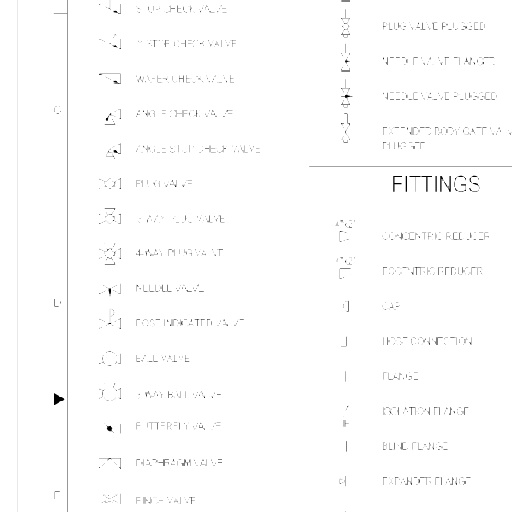 STOP CHECK VALVE
Y STOP CHECK VALVE
WAFER CHECK VALVE
C
ANGLE CHECK VALVE
ANGLE STOP CHECK VALVE
PLUG VALVE
3-WAY PLUG VALVE
4-WAY PLUG VALVE
NEEDLE VALVE
D
POST INDICATED VALVE
BALL VALVE
3-WAY BALL VALVE
BUTTERFLY VALVE
DIAPHRAGM VALVE
E
PINCH VALVE
PLUG VALVE PLUGGED
NEEDLE VALVE FLANGED
NEEDLE VALVE PLUGGED
EXTENDED BODY GATE VALV
PLUGGED
FITTINGS
CONCENTRIC REDUCER
ECCENTRIC REDUCER
CAP
HOSE CONNECTION
FLANGE
ISOLATION FLANGE
BLIND FLANGE
EXPANDER FLANGE